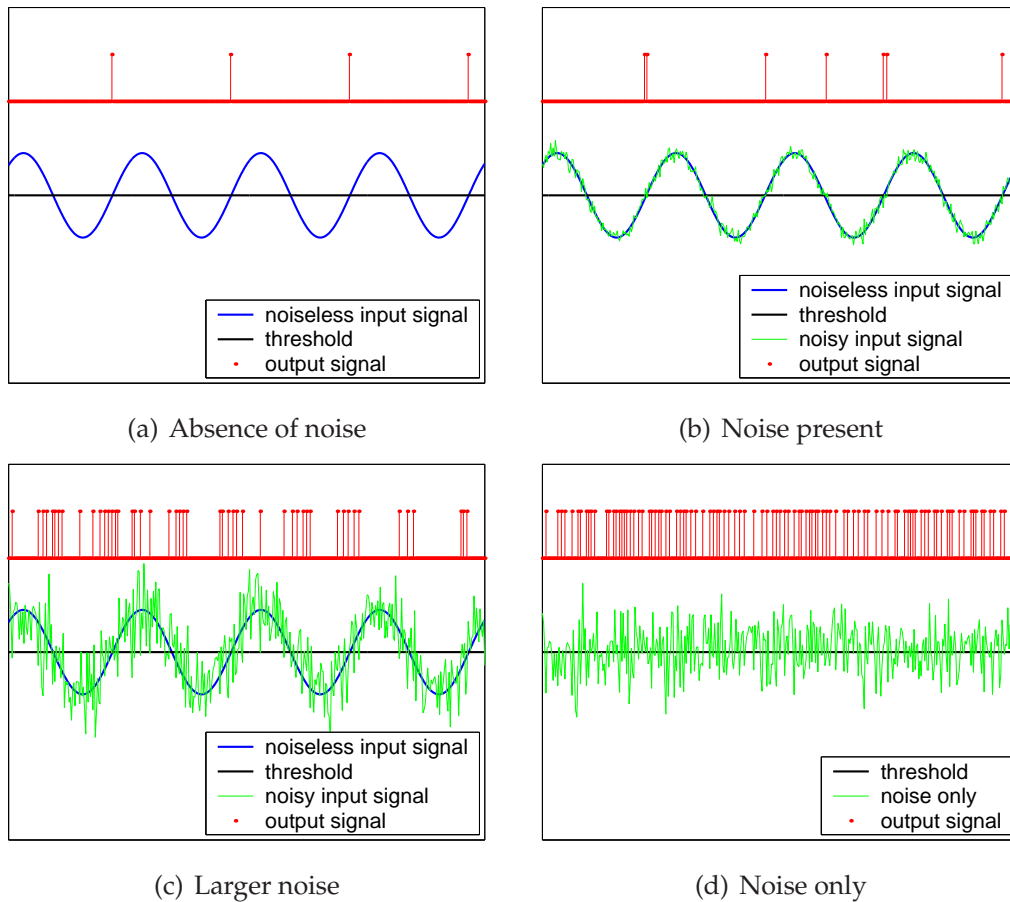 noiseless input signal
threshold
output signal
(a) Absence of noise
noiseless input signal
threshold
noisy input signal
output signal
(b) Noise present
noiseless input signal
threshold
noisy input signal
output signal
(c) Larger noise
threshold
noise only
output signal
(d) Noise only